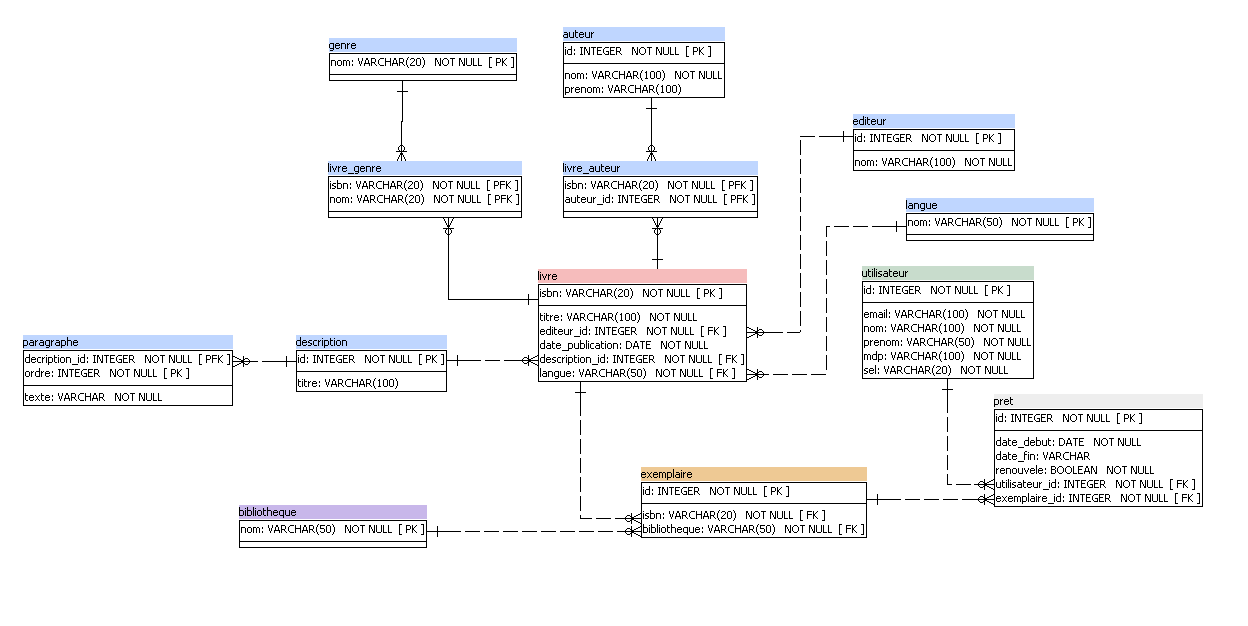 genre
nom: VARCHAR(20) NOT NULL [ PK ]
auteur
id: INTEGER NOT NULL [ PK ]
nom: VARCHAR(100) NOT NULL
prenom: VARCHAR(100)
editeur
id: INTEGER NOT NULL [ PK ]
nom: VARCHAR(100) NOT NULL
livre_genre
isbn: VARCHAR(20) NOT NULL [ PFK ]
nom: VARCHAR(20) NOT NULL [ PFK ]
livre_auteur
isbn: VARCHAR(20) NOT NULL [ PFK ]
auteur_id: INTEGER NOT NULL [ PFK ]
langue
nom: VARCHAR(50) NOT NULL [ PK ]
livre
isbn: VARCHAR(20) NOT NULL [ PK ]
titre: VARCHAR(100) NOT NULL
editeur_id: INTEGER NOT NULL [ FK ]
date_publication: DATE NOT NULL
description_id: INTEGER NOT NULL [ FK ]
langue: VARCHAR(50) NOT NULL [ FK ]
utilisateur
id: INTEGER NOT NULL [ PK ]
email: VARCHAR(100) NOT NULL
nom: VARCHAR(100) NOT NULL
prenom: VARCHAR(50) NOT NULL
mdp: VARCHAR(100) NOT NULL
sel: VARCHAR(20) NOT NULL
paragraphe
decription_id: INTEGER NOT NULL [ PFK ]
ordre: INTEGER NOT NULL [ PK ]
texte: VARCHAR NOT NULL
description
id: INTEGER NOT NULL [ PK ]
titre: VARCHAR(100)
pret
id: INTEGER NOT NULL [ PK ]
date_debut: DATE NOT NULL
date_fin: VARCHAR
renouvele: BOOLEAN NOT NULL
utilisateur_id: INTEGER NOT NULL [ FK ]
exemplaire_id: INTEGER NOT NULL [ FK ]
exemplaire
id: INTEGER NOT NULL [ PK ]
isbn: VARCHAR(20) NOT NULL [ FK ]
bibliotheque: VARCHAR(50) NOT NULL [ FK ]
bibliotheque
nom: VARCHAR(50) NOT NULL [ PK ]